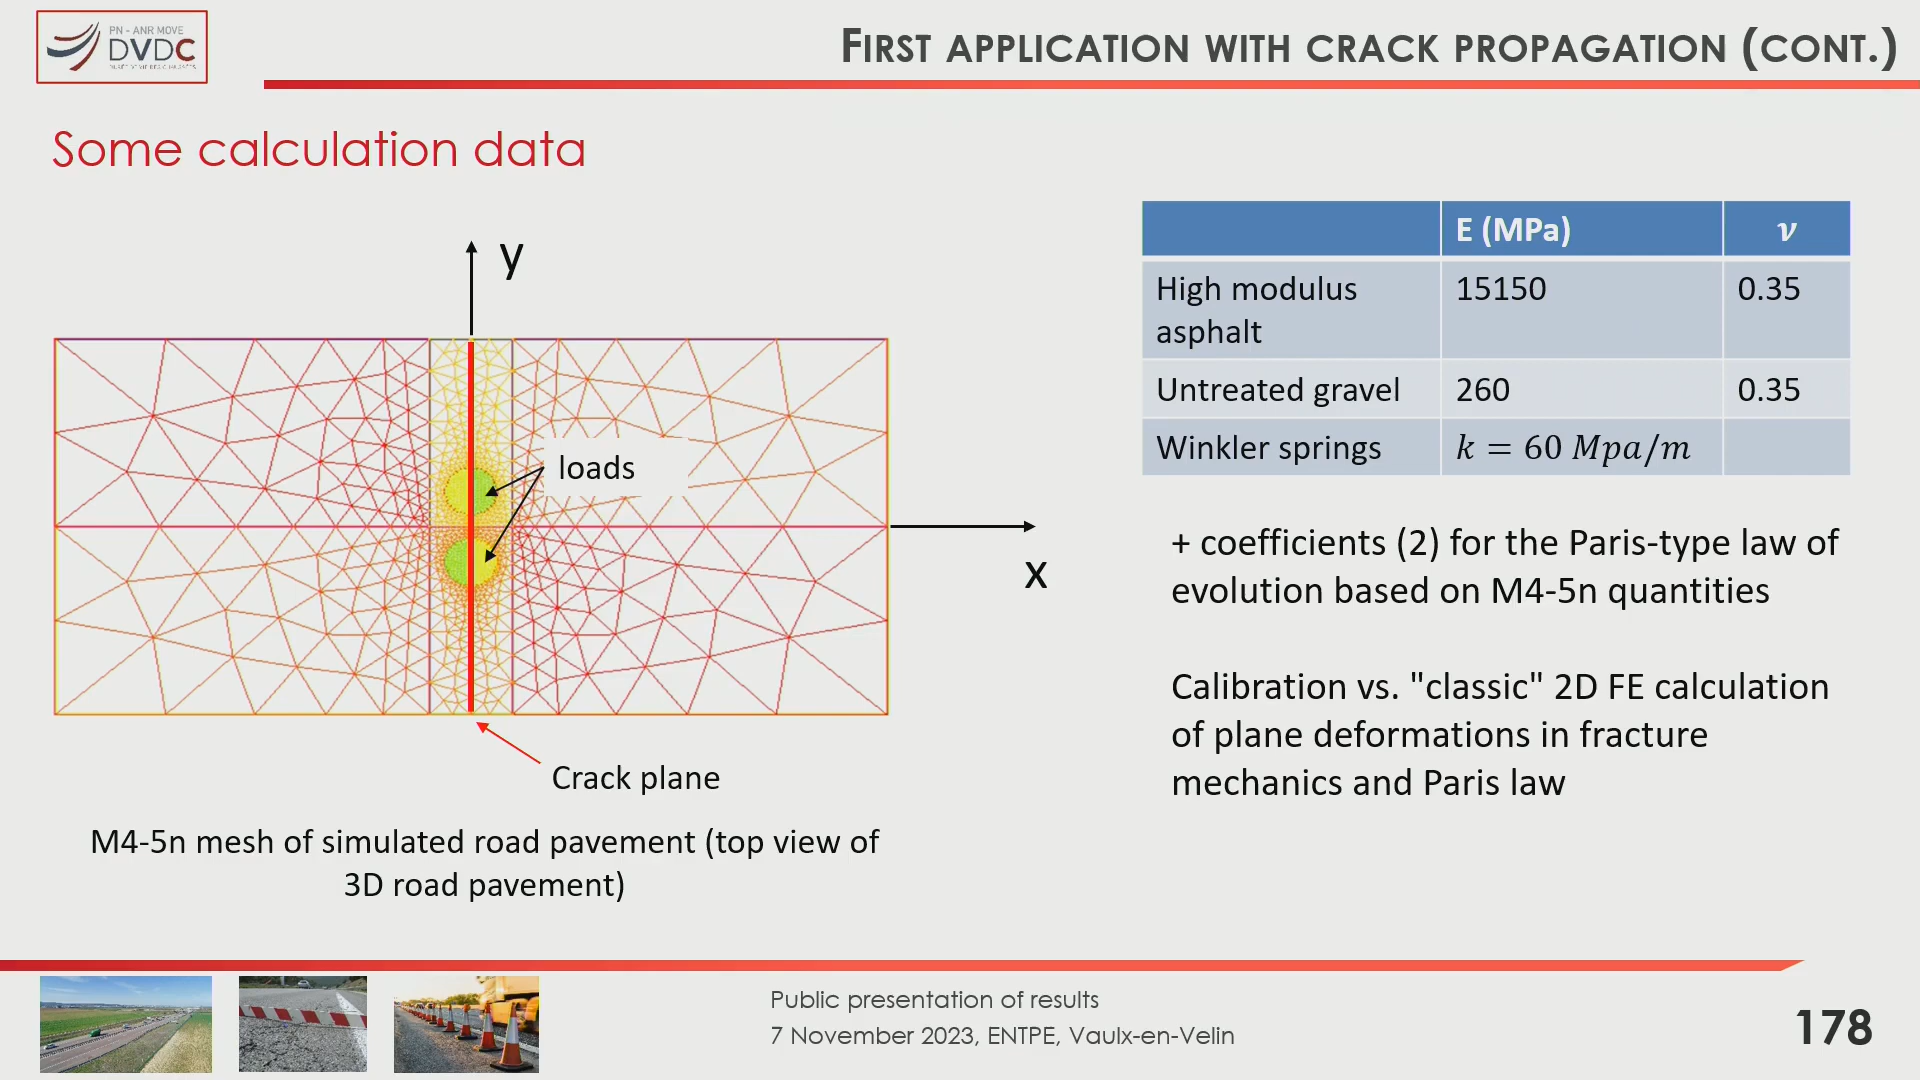 PN - ANR MOVE
DVDC
FIRST APPLICATION WITH CRACK PROPAGATION (CONT.)
Some calculation data
y
loads
x
Crack plane
M4-5n mesh of simulated road pavement (top view of
3D road pavement)
E (MPa) ν
High modulus asphalt 15150 0.35
Untreated gravel 260 0.35
Winkler springs k = 60 Mpa/m
+ coefficients (2) for the Paris-type law of
evolution based on M4-5n quantities
Calibration vs. "classic" 2D FE calculation
of plane deformations in fracture
mechanics and Paris law
Public presentation of results
7 November 2023, ENTPE, Vaulx-en-Velin
178